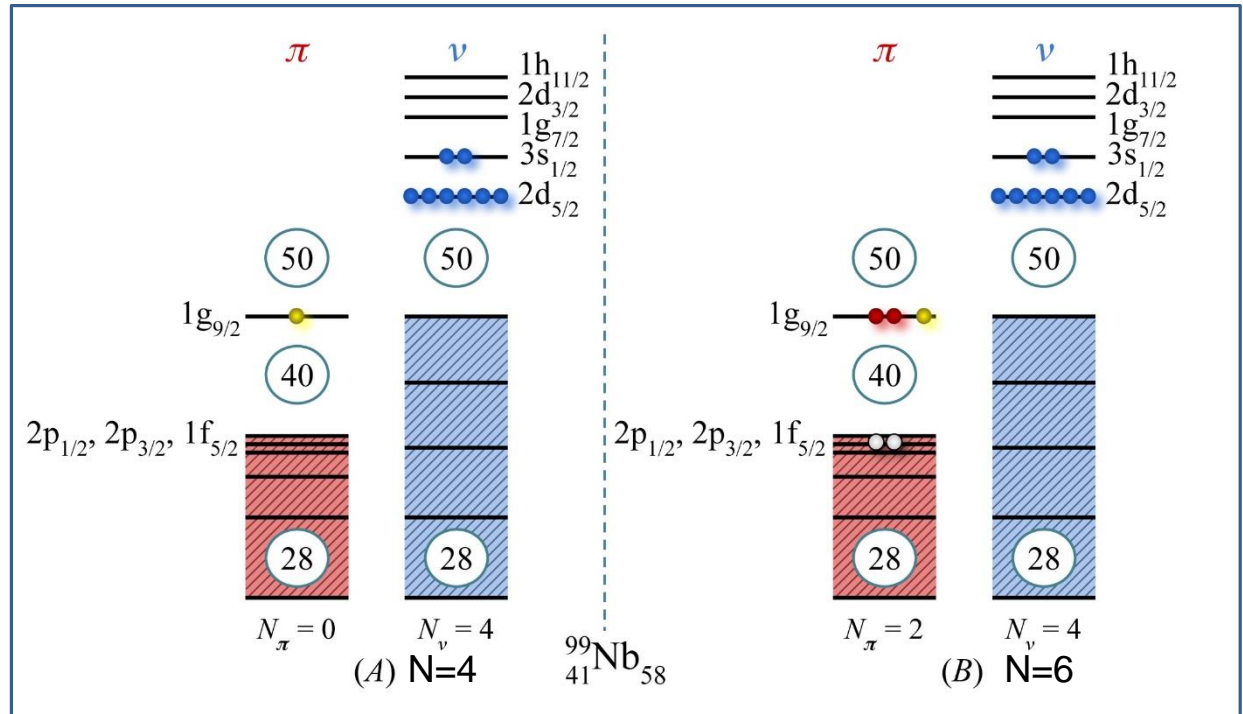 π ν π ν
1h11/2 1h11/2
2d3/2 2d3/2
1g7/2 1g7/2
3s1/2 3s1/2
2d5/2 2d5/2
50 50 50 50
1g9/2 1g9/2
40 40
2p1/2, 2p3/2, 1f5/2 2p1/2, 2p3/2, 1f5/2
28 28 28 28
Nπ = 0 Nν = 4 Nπ = 2 Nν = 4
(A) N=4 99 41Nb58 (B) N=6